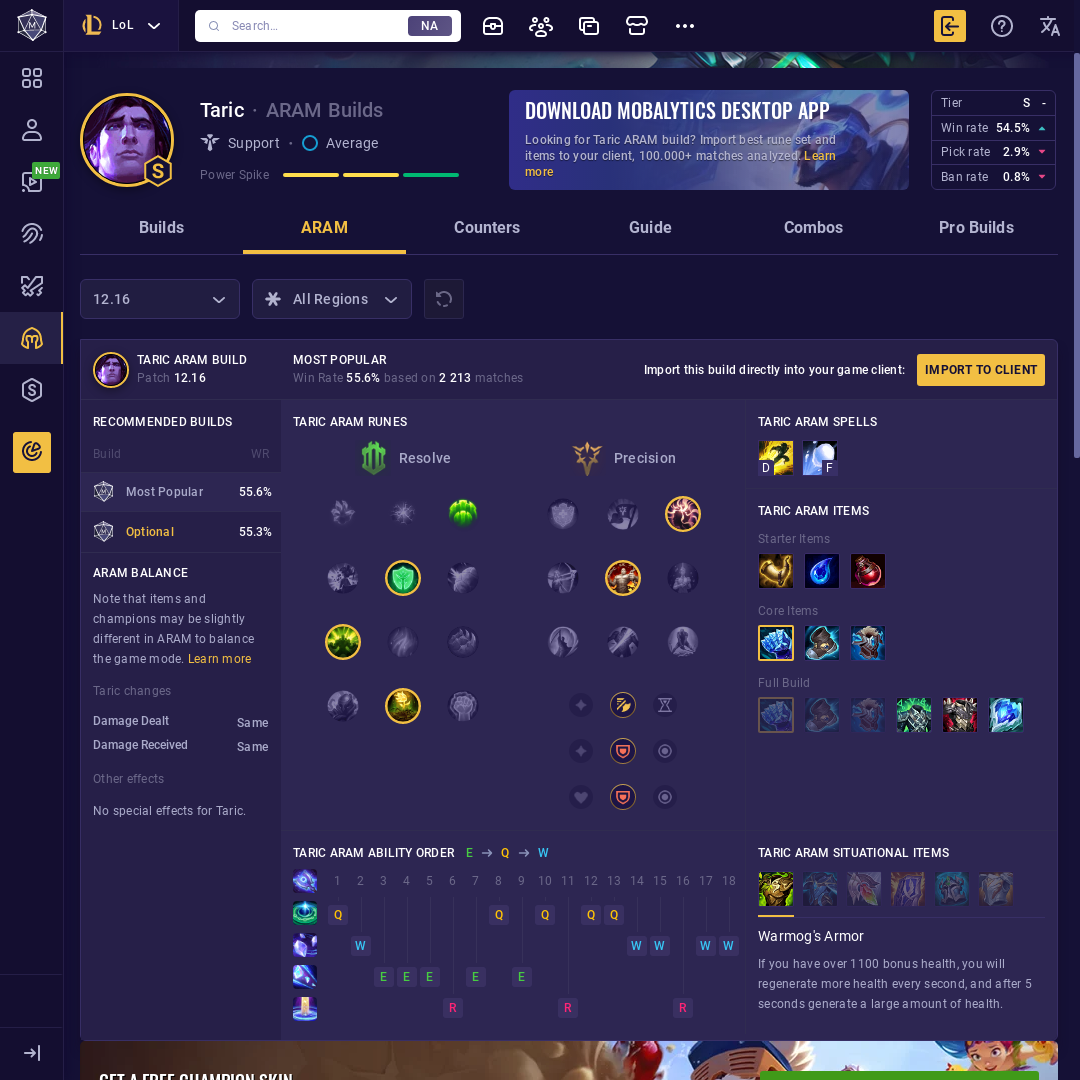 LoL
Search...
NA
NEW
Taric · ARAM Builds
Support • Average
Power Spike
S
DOWNLOAD MOBALYTICS DESKTOP APP
Looking for Taric ARAM build? Import best rune set and
items to your client, 100.000+ matches analyzed. Learn
more
Tier S -
Win rate 54.5%
Pick rate 2.9%
Ban rate 0.8%
Builds
ARAM
Counters
Guide
Combos
Pro Builds
12.16
All Regions
TARIC ARAM BUILD
Patch 12.16
MOST POPULAR
Win Rate 55.6% based on 2 213 matches
Import this build directly into your game client:
IMPORT TO CLIENT
RECOMMENDED BUILDS
Build WR
Most Popular 55.6%
Optional 55.3%
ARAM BALANCE
Note that items and
champions may be slightly
different in ARAM to balance
the game mode. Learn more
Taric changes
Damage Dealt Same
Damage Received Same
Other effects
No special effects for Taric.
TARIC ARAM RUNES
Resolve
Precision
TARIC ARAM SPELLS
D
F
TARIC ARAM ITEMS
Starter Items
Core Items
Full Build
TARIC ARAM ABILITY ORDER E → Q → W
1 2 3 4 5 6 7 8 9 10 11 12 13 14 15 16 17 18
Q Q Q Q Q
W W W W W
E E E E E
R R R
TARIC ARAM SITUATIONAL ITEMS
Warmog's Armor
If you have over 1100 bonus health, you will
regenerate more health every second, and after 5
seconds generate a large amount of health.
GET A FREE CHAMPION SKIN